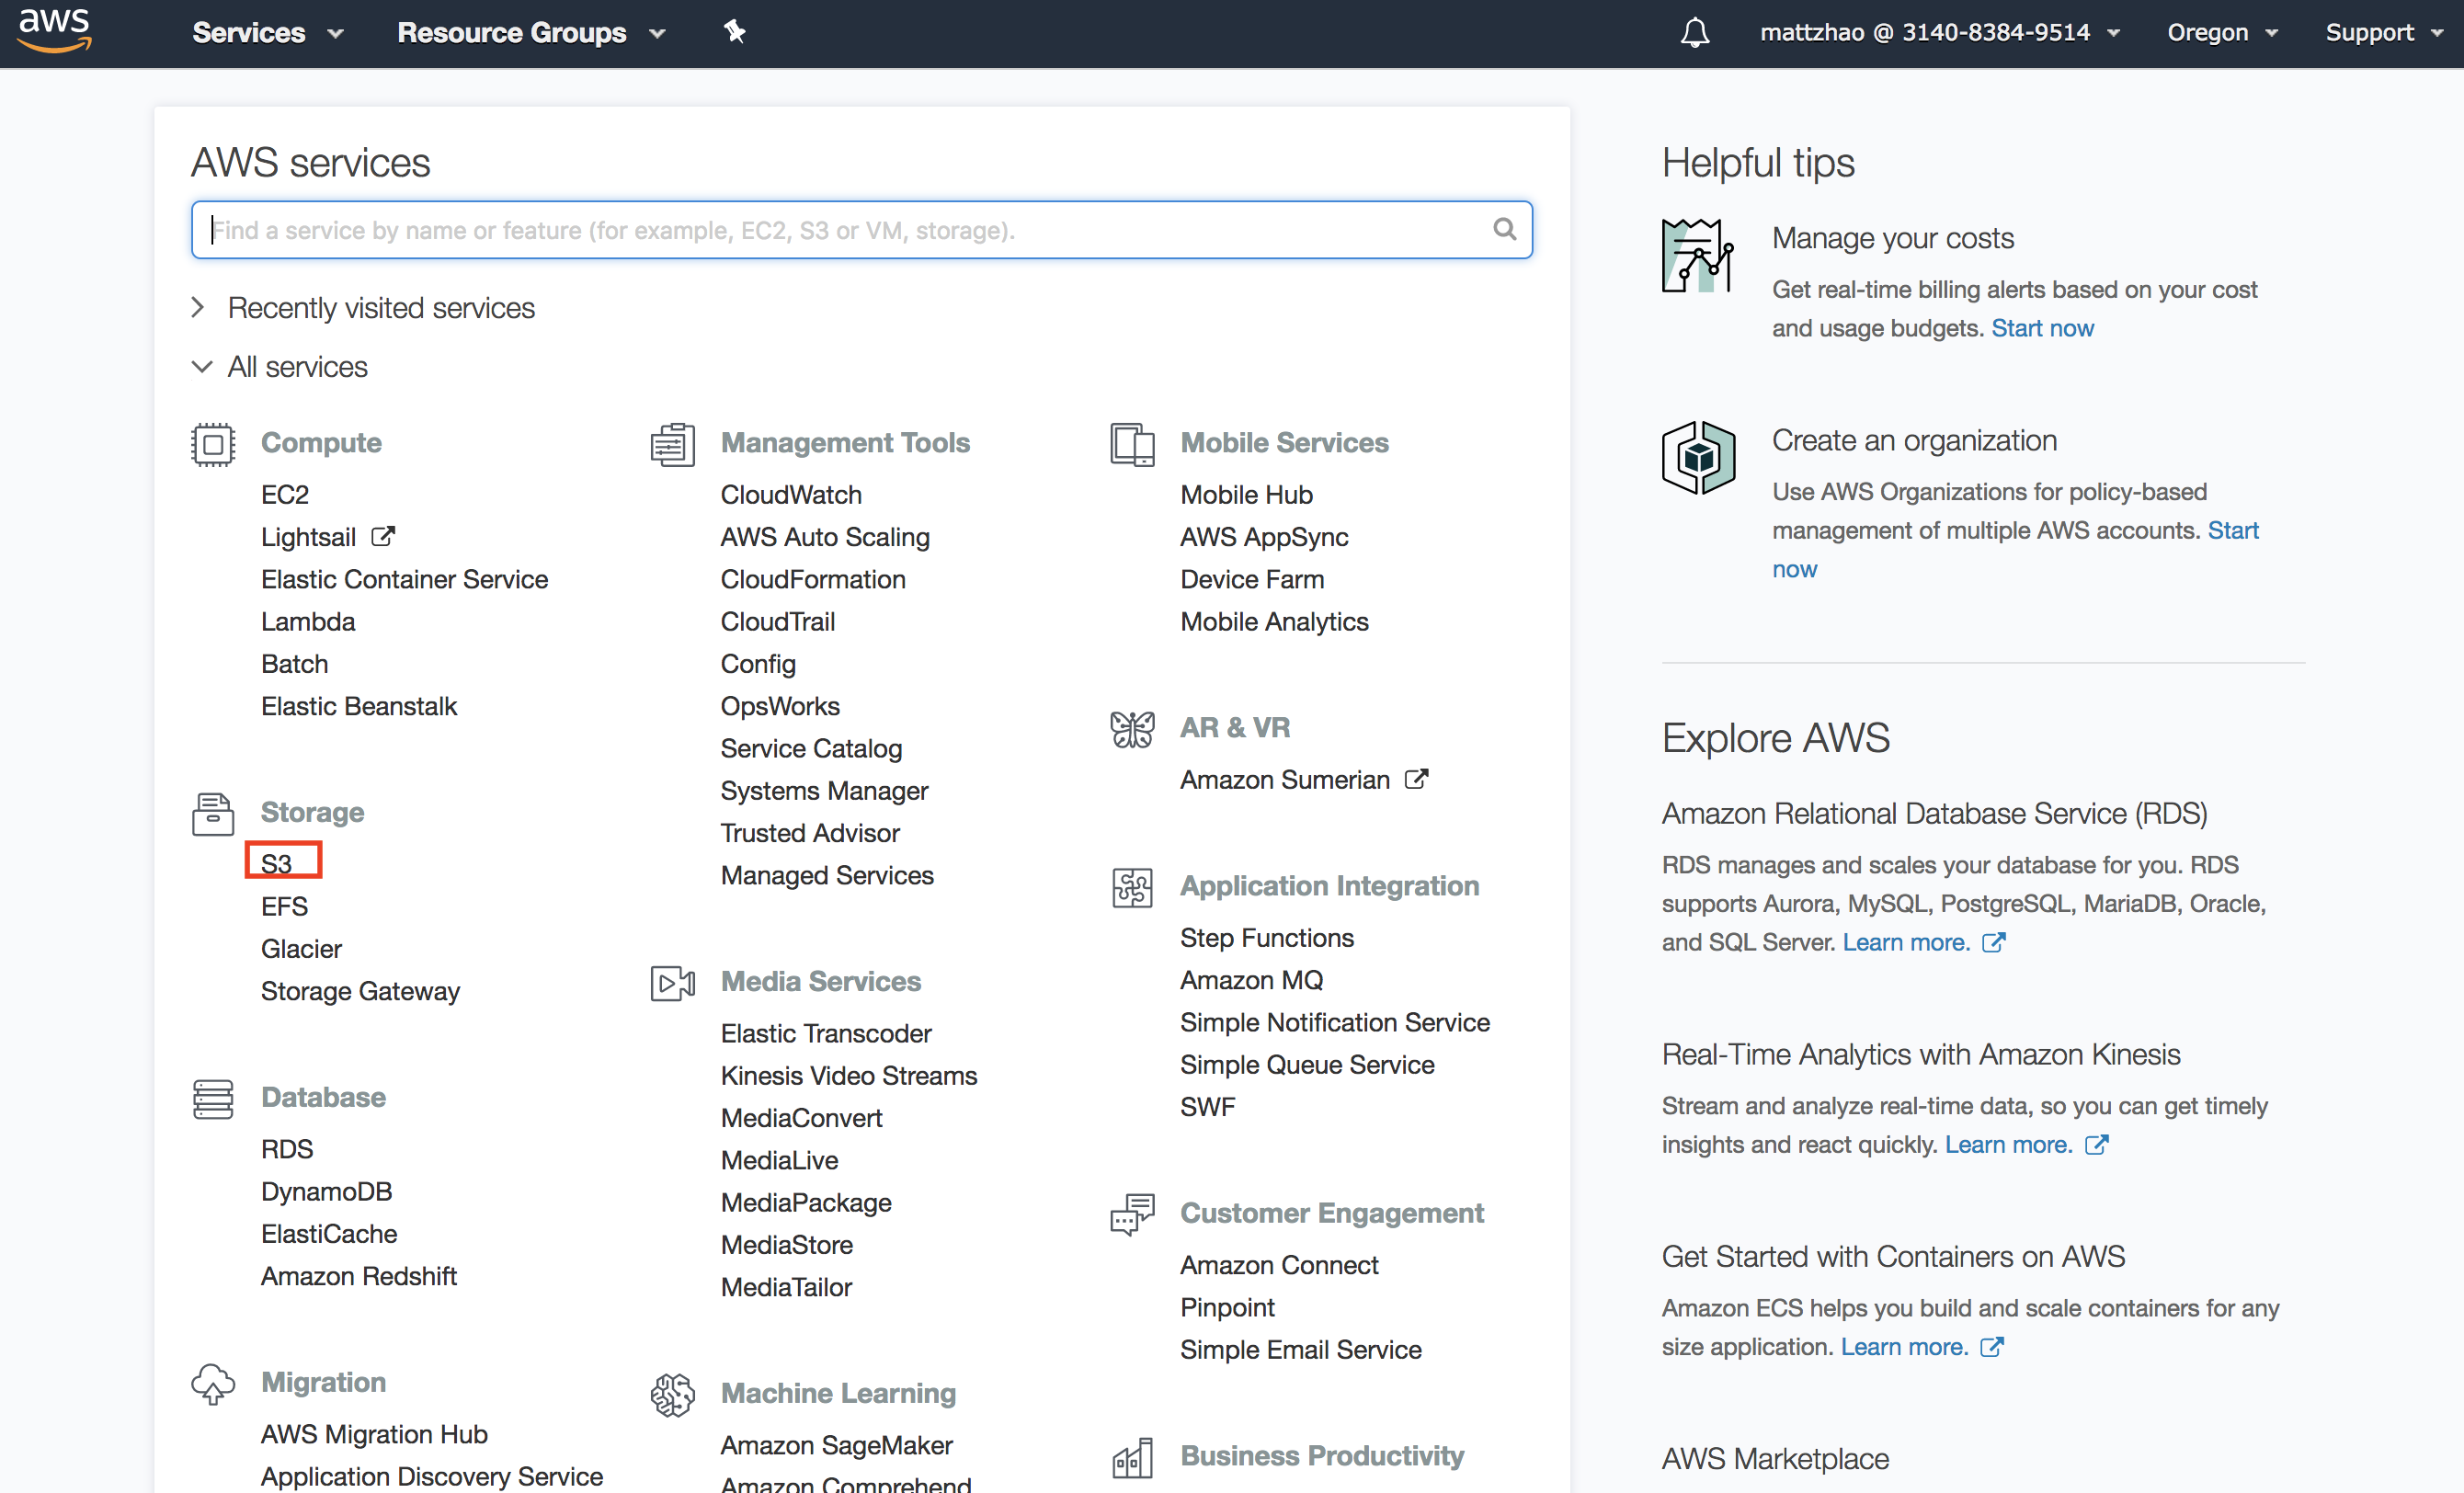 aws
Services
Resource Groups
mattzhao @ 3140-8384-9514
Oregon
Support
AWS services
Find a service by name or feature (for example, EC2, S3 or VM, storage).
Recently visited services
All services
Compute
EC2
Lightsail
Elastic Container Service
Lambda
Batch
Elastic Beanstalk
Storage
S3
EFS
Glacier
Storage Gateway
Database
RDS
DynamoDB
ElastiCache
Amazon Redshift
Migration
AWS Migration Hub
Application Discovery Service
Management Tools
CloudWatch
AWS Auto Scaling
CloudFormation
CloudTrail
Config
OpsWorks
Service Catalog
Systems Manager
Trusted Advisor
Managed Services
Media Services
Elastic Transcoder
Kinesis Video Streams
MediaConvert
MediaLive
MediaPackage
MediaStore
MediaTailor
Machine Learning
Amazon SageMaker
Amazon Comprehend
Mobile Services
Mobile Hub
AWS AppSync
Device Farm
Mobile Analytics
AR & VR
Amazon Sumerian
Application Integration
Step Functions
Amazon MQ
Simple Notification Service
Simple Queue Service
SWF
Customer Engagement
Amazon Connect
Pinpoint
Simple Email Service
Business Productivity
Helpful tips
Manage your costs
Get real-time billing alerts based on your cost
and usage budgets. Start now
Create an organization
Use AWS Organizations for policy-based
management of multiple AWS accounts. Start
now
Explore AWS
Amazon Relational Database Service (RDS)
RDS manages and scales your database for you. RDS
supports Aurora, MySQL, PostgreSQL, MariaDB, Oracle,
and SQL Server. Learn more.
Real-Time Analytics with Amazon Kinesis
Stream and analyze real-time data, so you can get timely
insights and react quickly. Learn more.
Get Started with Containers on AWS
Amazon ECS helps you build and scale containers for any
size application. Learn more.
AWS Marketplace